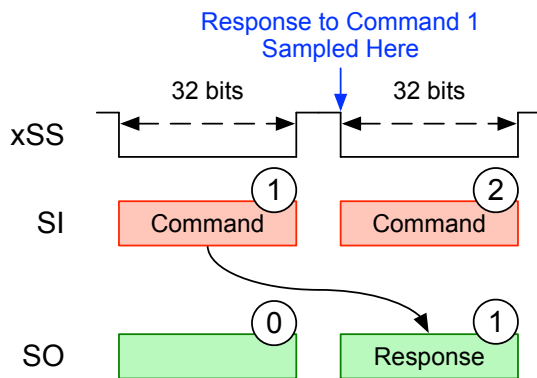 Response to Command 1
Sampled Here
32 bits
32 bits
xSS
1
2
SI
Command
Command
0
1
SO
Response